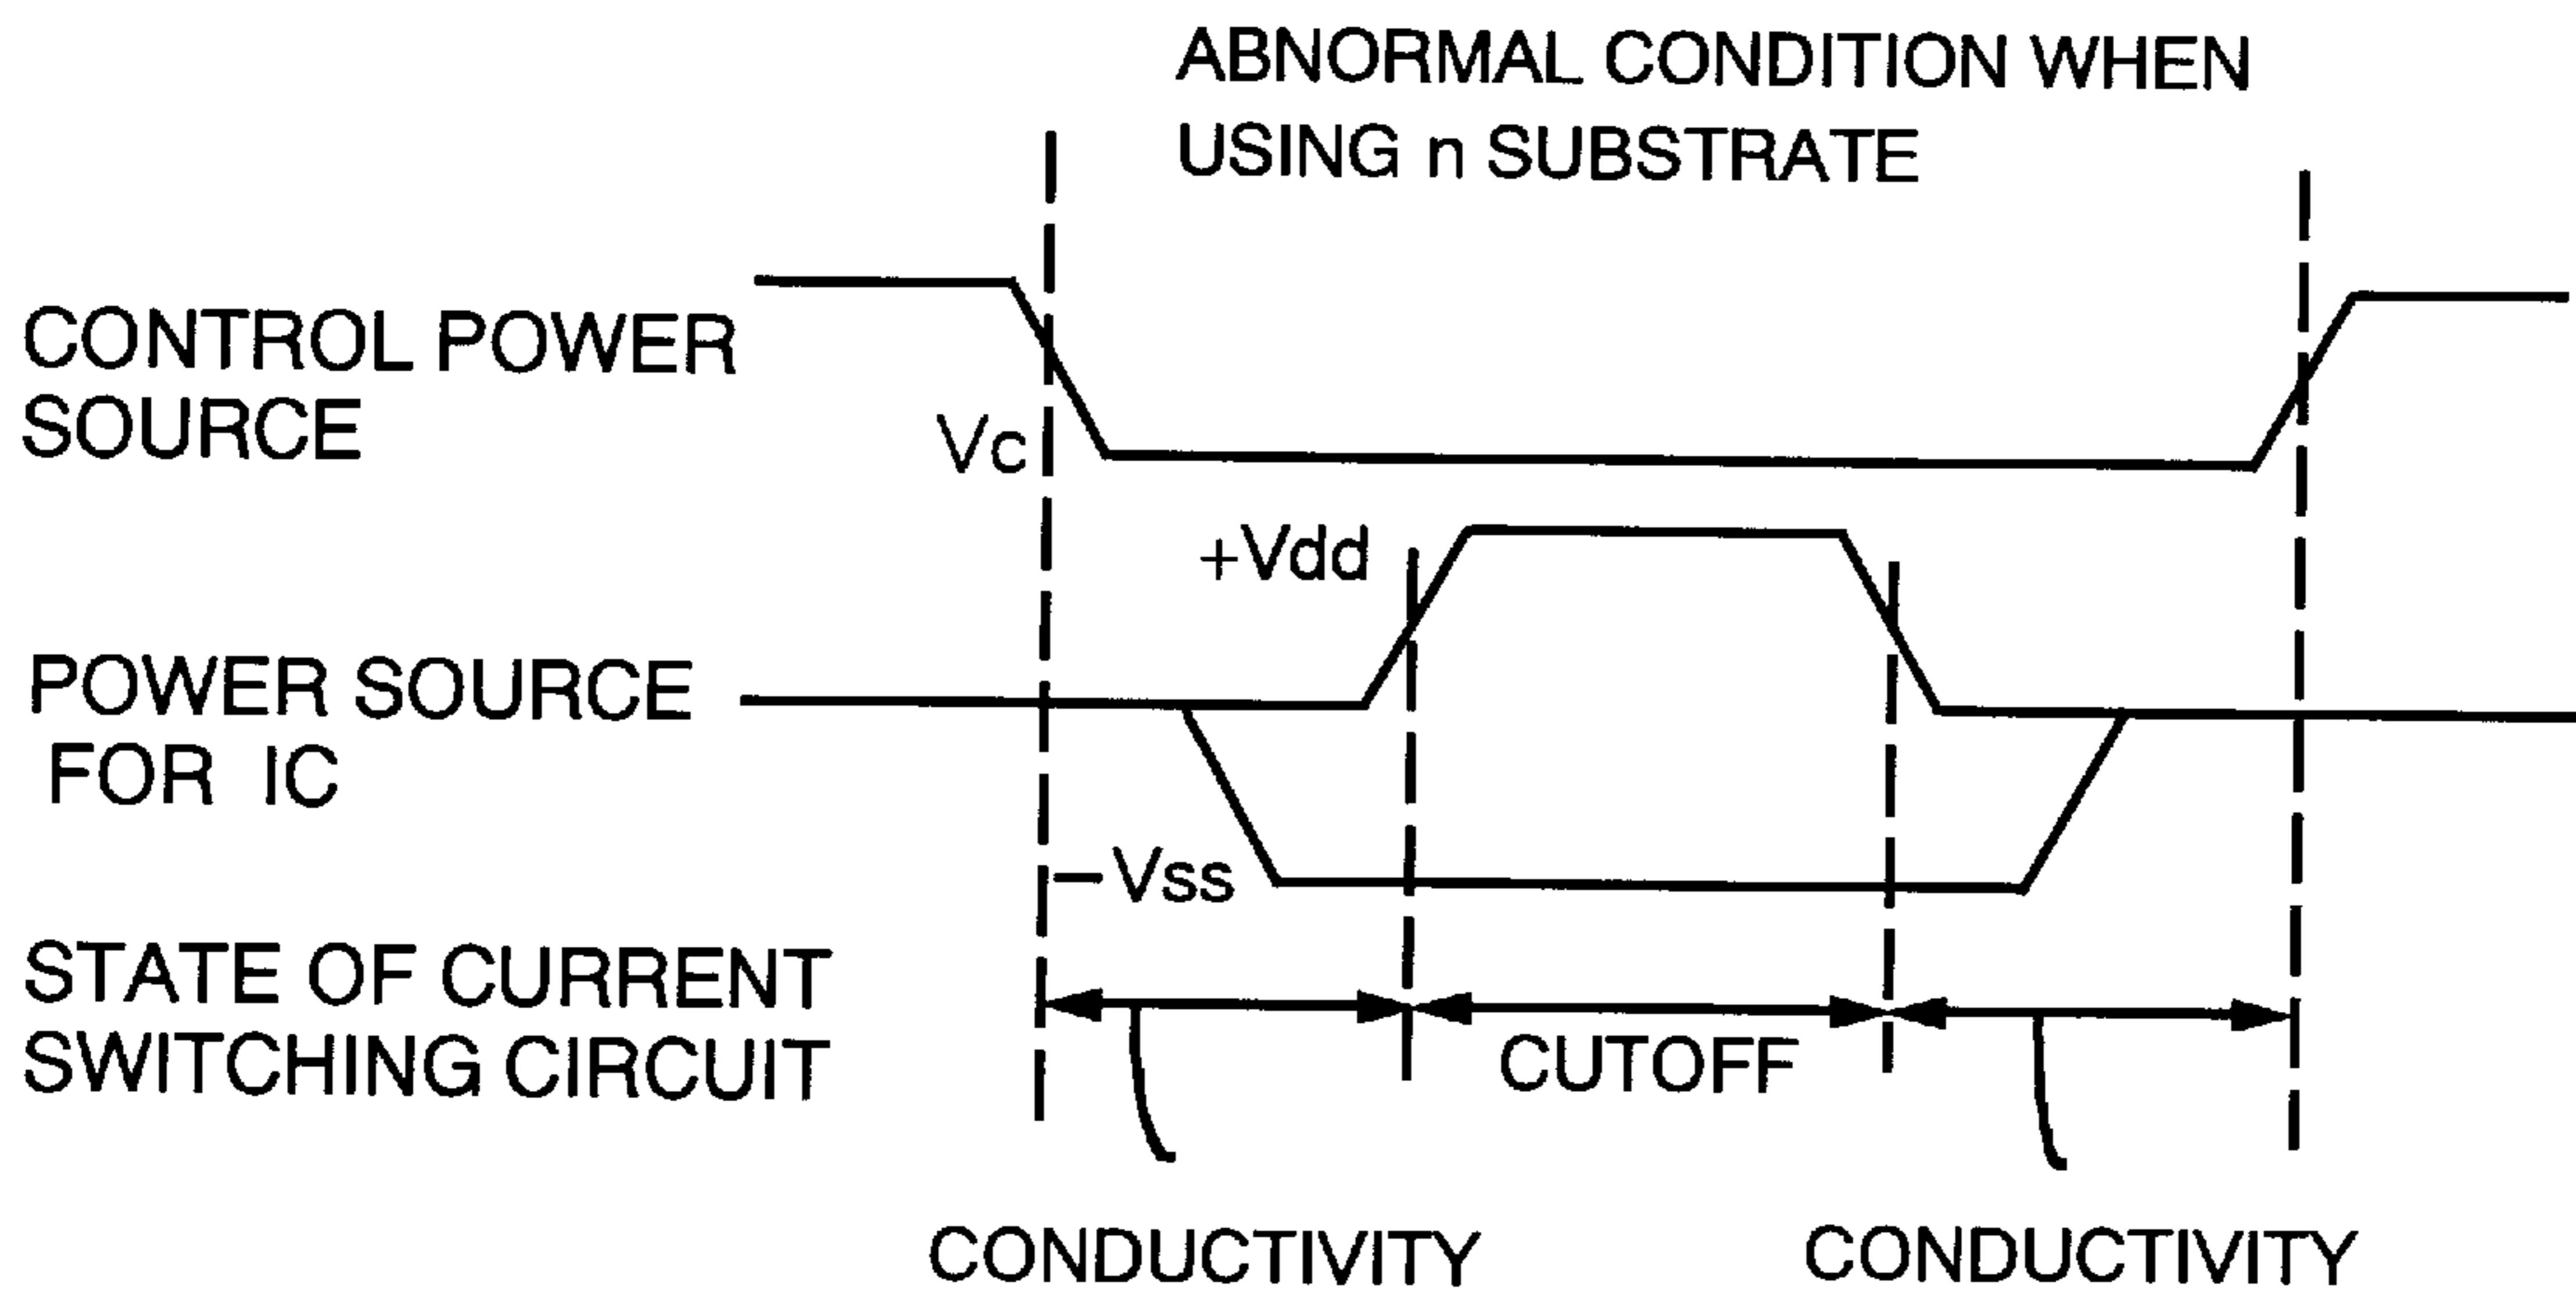 ABNORMAL CONDITION WHEN
USING n SUBSTRATE
CONTROL POWER
SOURCE
Vc
+Vdd
POWER SOURCE
FOR IC
-Vss
STATE OF CURRENT
SWITCHING CIRCUIT
CUTOFF
CONDUCTIVITY
CONDUCTIVITY